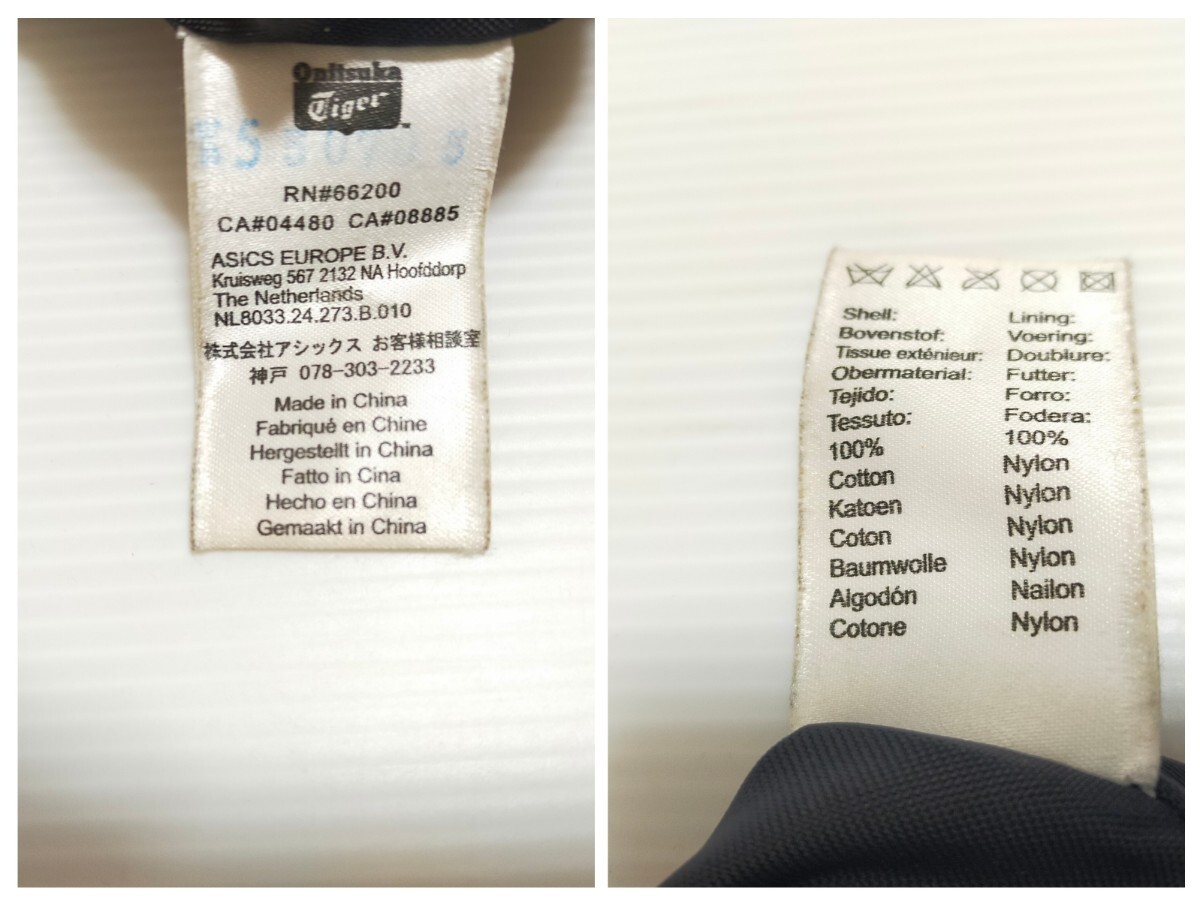 Onitsuka
Tiger
RN#66200
CA#04480 CA#08885
ASICS EUROPE B.V.
Kruisweg 567 2132 NA Hoofddorp
The Netherlands
NL8033.24.273.B.010
株式会社アシックス お客様相談室
神戸 078-303-2233
Made in China
Fabriqué en Chine
Hergestellt in China
Fatto in Cina
Hecho en China
Gemaakt in China
Shell:
Bovenstof:
Tissue extérieur:
Obermaterial:
Tejido:
Tessuto:
100%
Cotton
Katoen
Coton
Baumwolle
Algodón
Cotone
Lining:
Voering:
Doublure:
Futter:
Forro:
Fodera:
100%
Nylon
Nylon
Nylon
Nylon
Nailon
Nylon